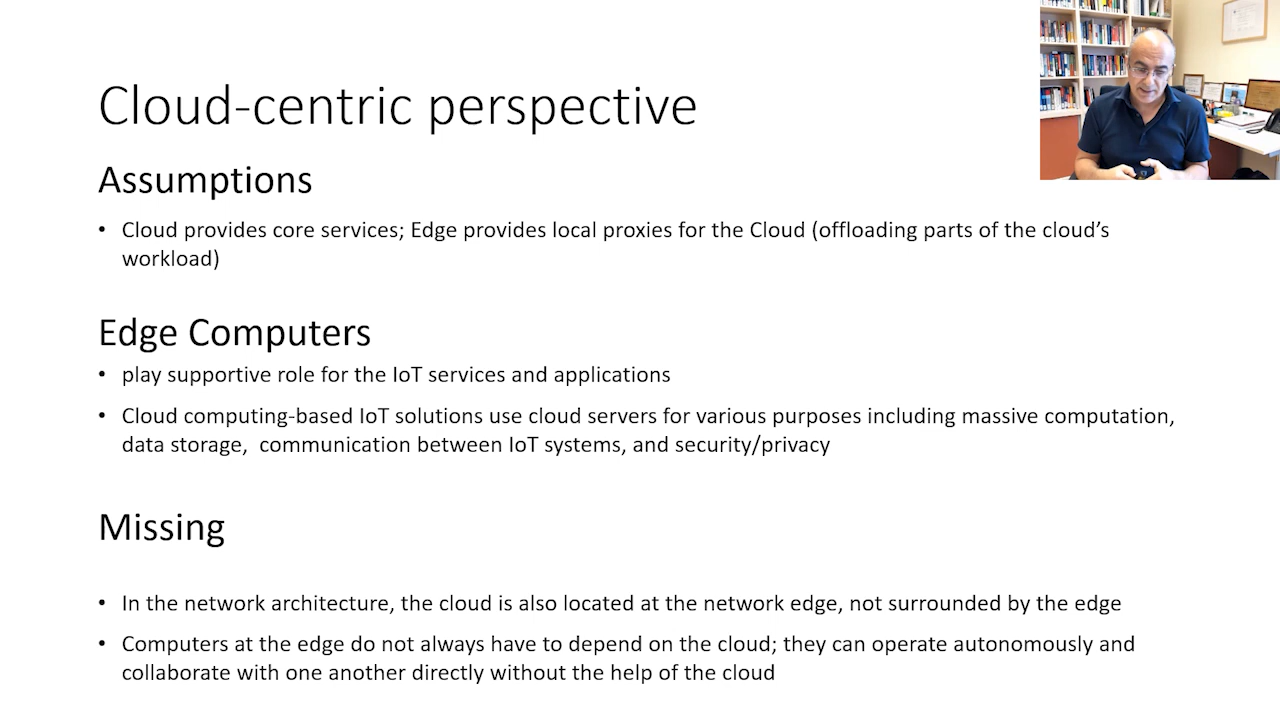 Cloud-centric perspective
Assumptions
• Cloud provides core services; Edge provides local proxies for the Cloud (offloading parts of the cloud’s
workload)
Edge Computers
• play supportive role for the IoT services and applications
• Cloud computing-based IoT solutions use cloud servers for various purposes including massive computation,
data storage,  communication between IoT systems, and security/privacy
Missing
• In the network architecture, the cloud is also located at the network edge, not surrounded by the edge
• Computers at the edge do not always have to depend on the cloud; they can operate autonomously and
collaborate with one another directly without the help of the cloud